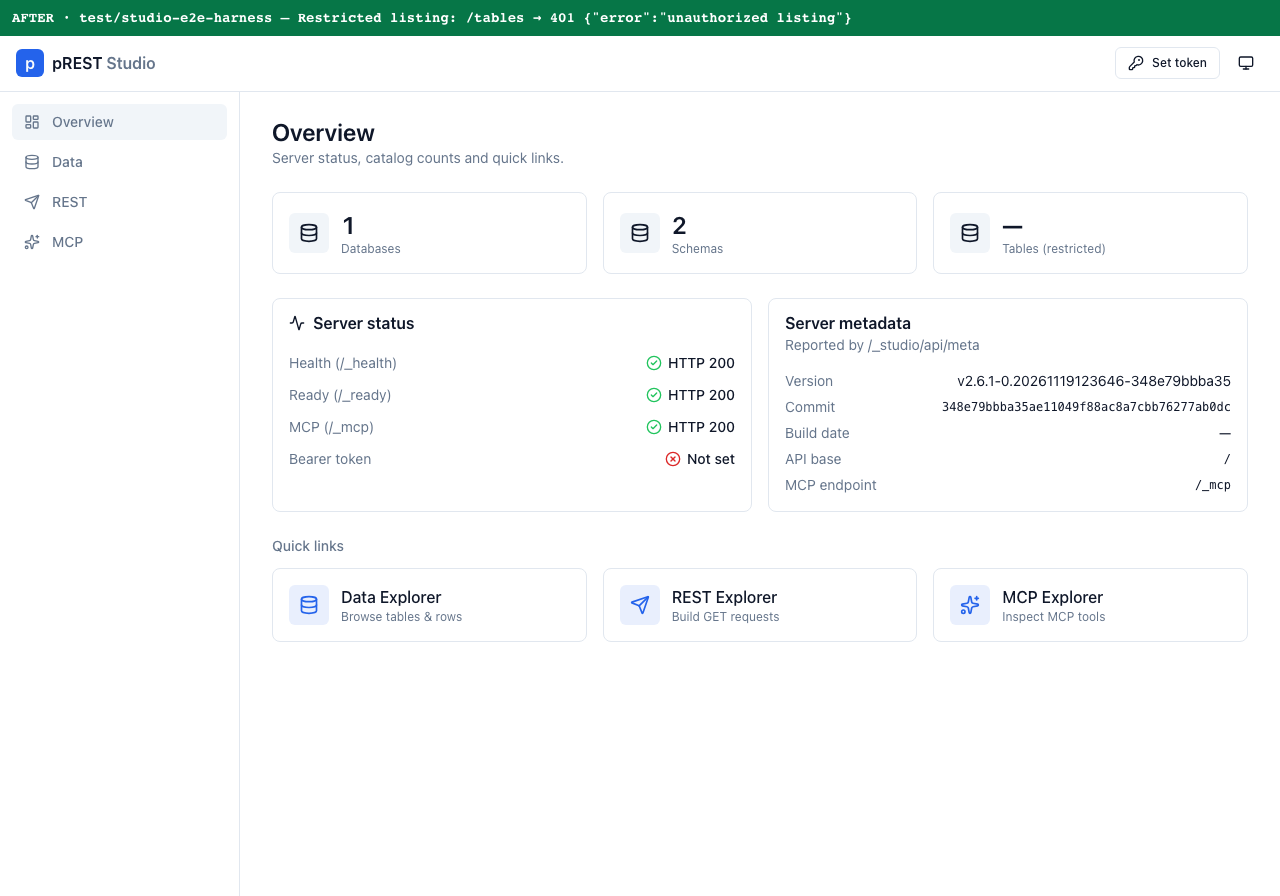 AFTER · test/studio-e2e-harness — Restricted listing: /tables → 401 {"error":"unauthorized listing"}
p pREST Studio
Set token
Overview
Data
REST
MCP
Overview
Server status, catalog counts and quick links.
1
Databases
2
Schemas
—
Tables (restricted)
Server status
Health (/_health) HTTP 200
Ready (/_ready) HTTP 200
MCP (/_mcp) HTTP 200
Bearer token Not set
Server metadata
Reported by /_studio/api/meta
Version v2.6.1-0.20261119123646-348e79bbba35
Commit 348e79bbba35ae11049f88ac8a7cbb76277ab0dc
Build date —
API base /
MCP endpoint /_mcp
Quick links
Data Explorer
Browse tables & rows
REST Explorer
Build GET requests
MCP Explorer
Inspect MCP tools